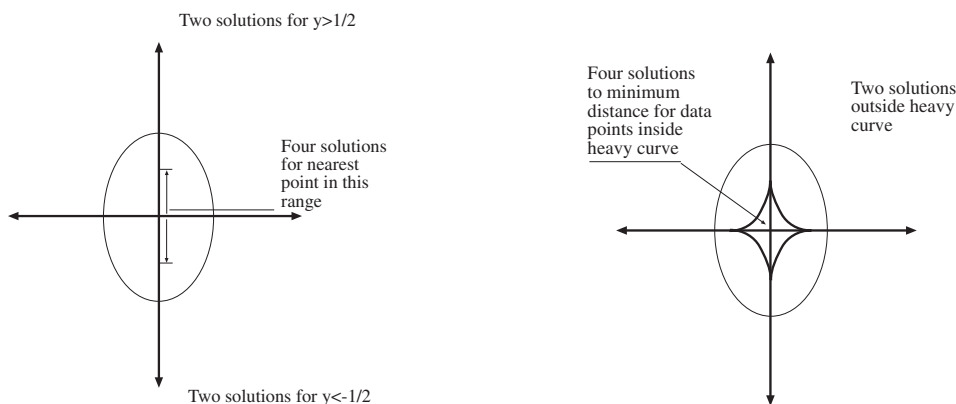 Two solutions for y>1/2
Four solutions
for nearest
point in this
range
Two solutions for y<-1/2
Four solutions
to minimum
distance for data
points inside
heavy curve
Two solutions
outside heavy
curve